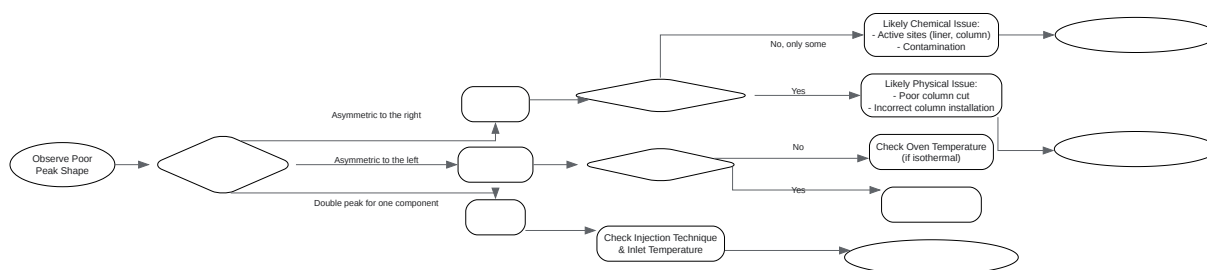 Observe Poor
Peak Shape
Asymmetric to the right
Asymmetric to the left
Double peak for one component
No, only some
Yes
Likely Chemical Issue:
- Active sites (liner, column)
- Contamination
Likely Physical Issue:
- Poor column cut
- Incorrect column installation
No
Yes
Check Oven Temperature
(if isothermal)
Check Injection Technique
& Inlet Temperature